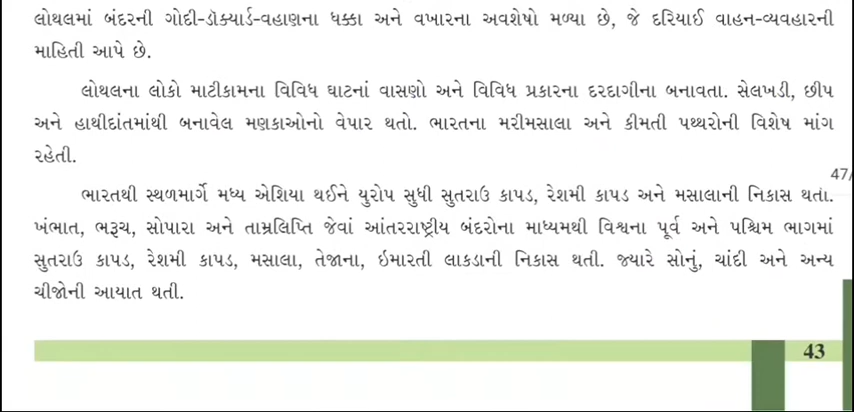 લોથલમાં બંદરની ગોદી-ડૉક્યાર્ડ-વહાણના ધક્કા અને વખારના અવશેષો મળ્યા છે, જે દરિયાઈ વાહન-વ્યવહારની
માહિતી આપે છે.
લોથલના લોકો માટીકામના વિવિધ ઘાટનાં વાસણો અને વિવિધ પ્રકારના દરદાગીના બનાવતા. સેલખડી, છીપ
અને હાથીદાંતમાંથી બનાવેલ મણકાઓનો વેપાર થતો. ભારતના મરીમસાલા અને કીમતી પથ્થરોની વિશેષ માંગ
રહેતી.
47/
ભારતથી સ્થળમાર્ગે મધ્ય એશિયા થઈને યુરોપ સુધી સુતરાઉ કાપડ, રેશમી કાપડ અને મસાલાની નિકાસ થતા.
ખંભાત, ભરૂચ, સોપારા અને તામ્રલિપ્તિ જેવાં આંતરરાષ્ટ્રીય બંદરોના માધ્યમથી વિશ્વના પૂર્વ અને પશ્ચિમ ભાગમાં
સુતરાઉ કાપડ, રેશમી કાપડ, મસાલા, તેજાના, ઇમારતી લાકડાની નિકાસ થતી. જ્યારે સોનું, ચાંદી અને અન્ય
ચીજોની આયાત થતી.
43